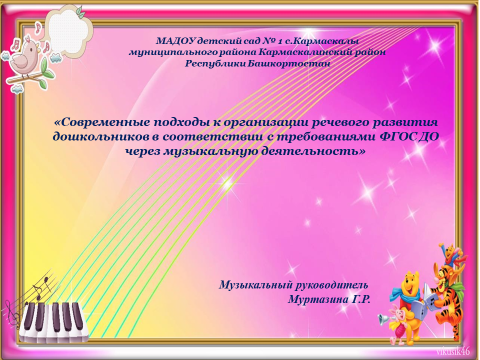 МАДОУ детский сад № 1 с.Кармаскалы
муниципального района Кармаскалинский район
Республики Башкортостан
«Современные подходы к организации речевого развития
дошкольников в соответствии с требованиями ФГОС ДО
через музыкальную деятельность»
Музыкальный руководитель
Муртазина Г.Р.